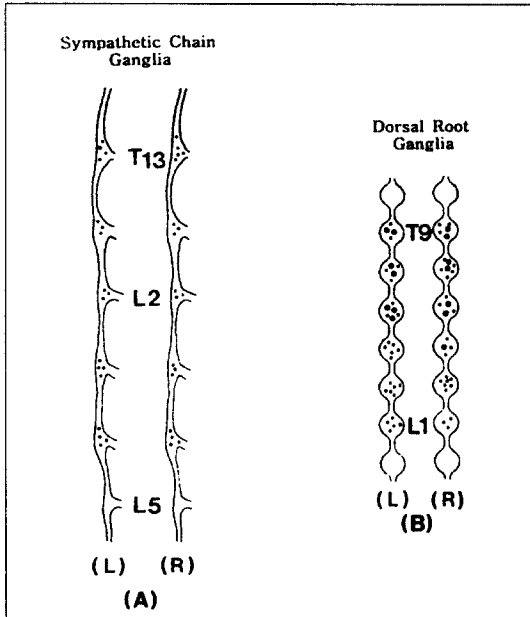 Sympathetic Chain
Ganglia
T13
L2
L5
(L) (R)
(A)
Dorsal Root
Ganglia
T9
L1
(L) (R)
(B)